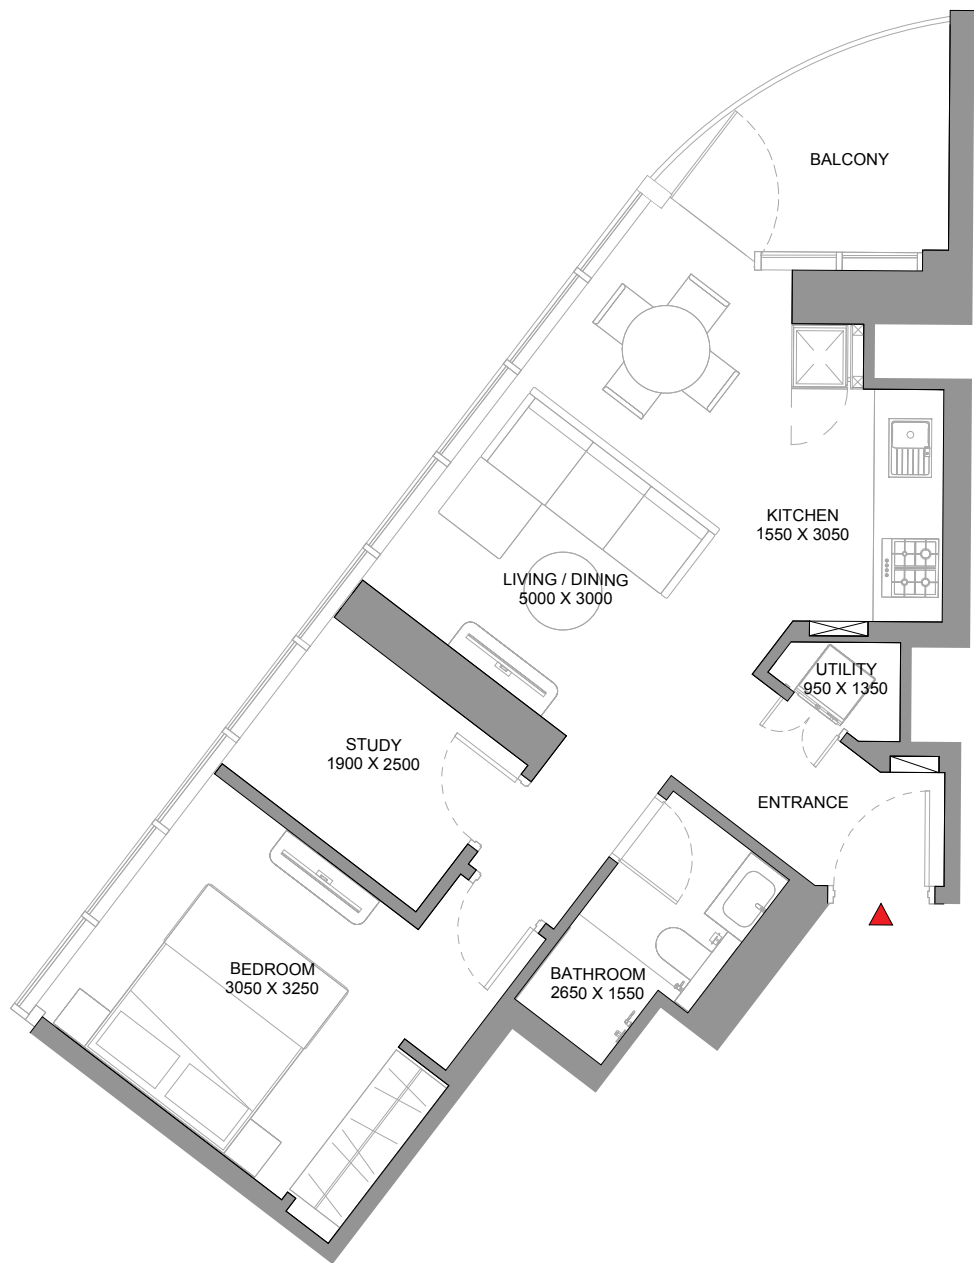 BALCONY
KITCHEN
1550 X 3050
LIVING / DINING
5000 X 3000
UTILITY
950 X 1350
STUDY
1900 X 2500
ENTRANCE
BEDROOM
3050 X 3250
BATHROOM
2650 X 1550